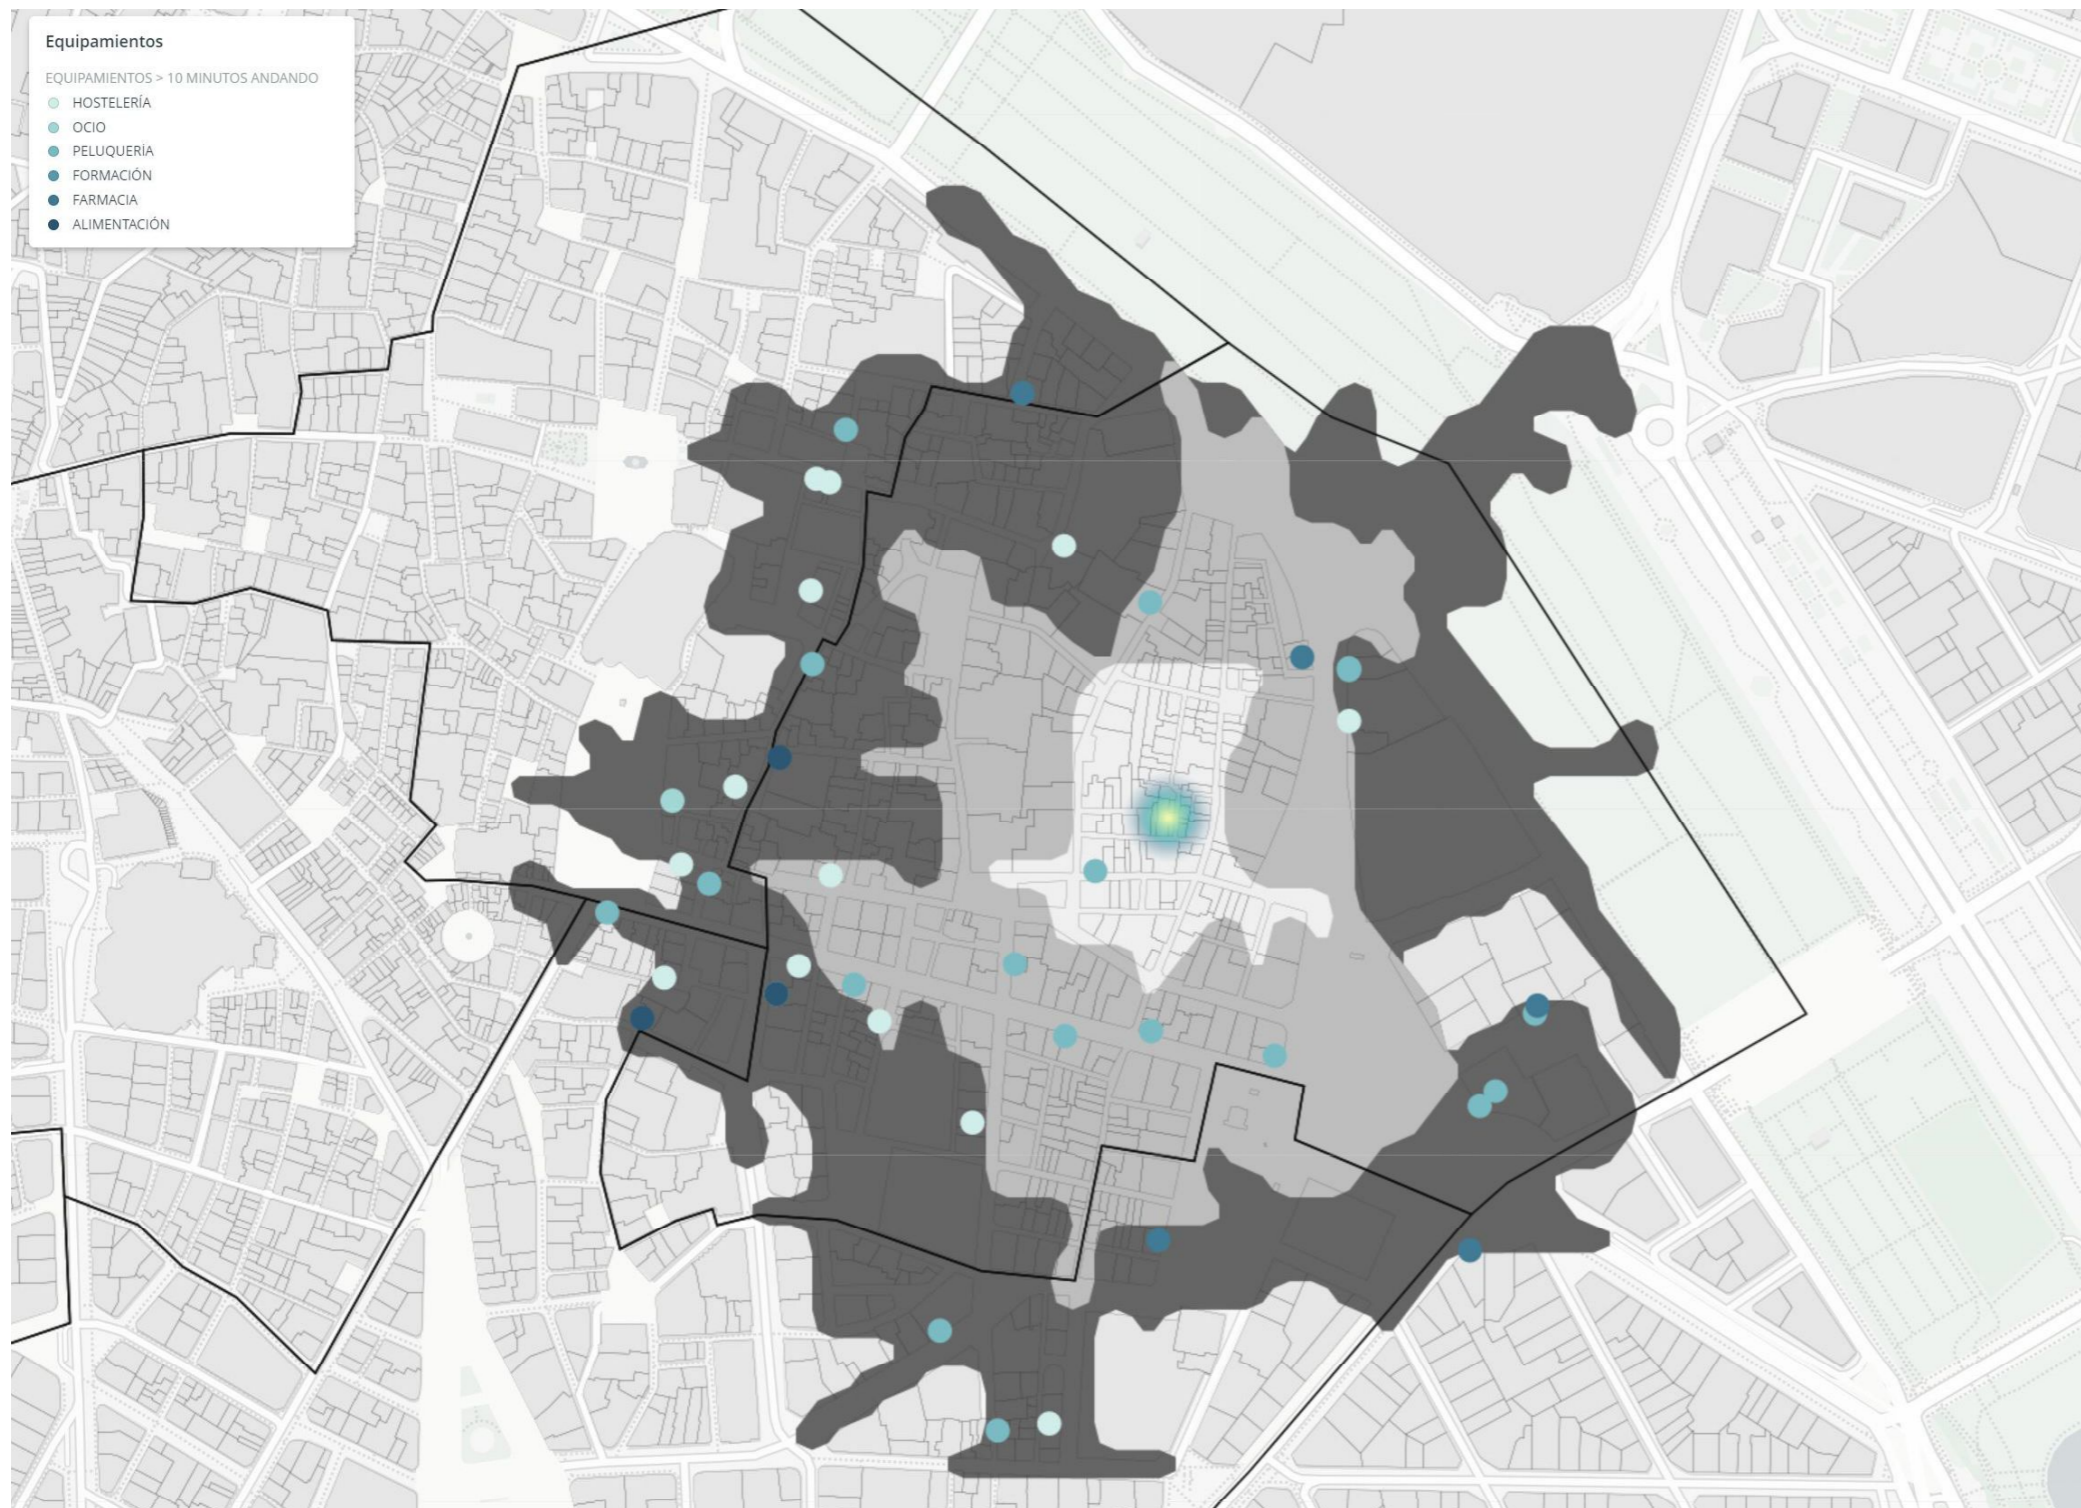 Equipamientos
EQUIPAMIENTOS > 10 MINUTOS ANDANDO
HOSTELERÍA
OCIO
PELUQUERÍA
FORMACIÓN
FARMACIA
ALIMENTACIÓN